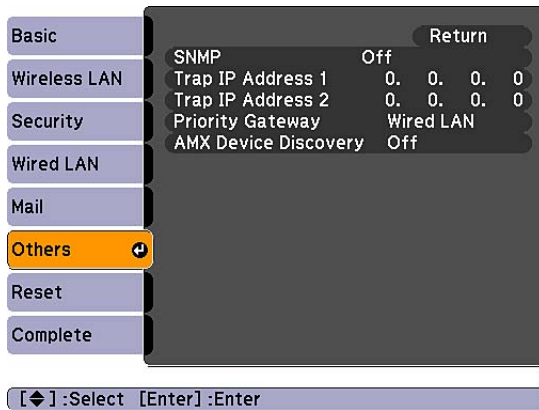 Basic
Wireless LAN
Security
Wired LAN
Mail
Others
Reset
Complete
Return
SNMP Off
Trap IP Address 1 0. 0. 0. 0
Trap IP Address 2 0. 0. 0. 0
Priority Gateway Wired LAN
AMX Device Discovery Off
[◆]:Select [Enter]:Enter